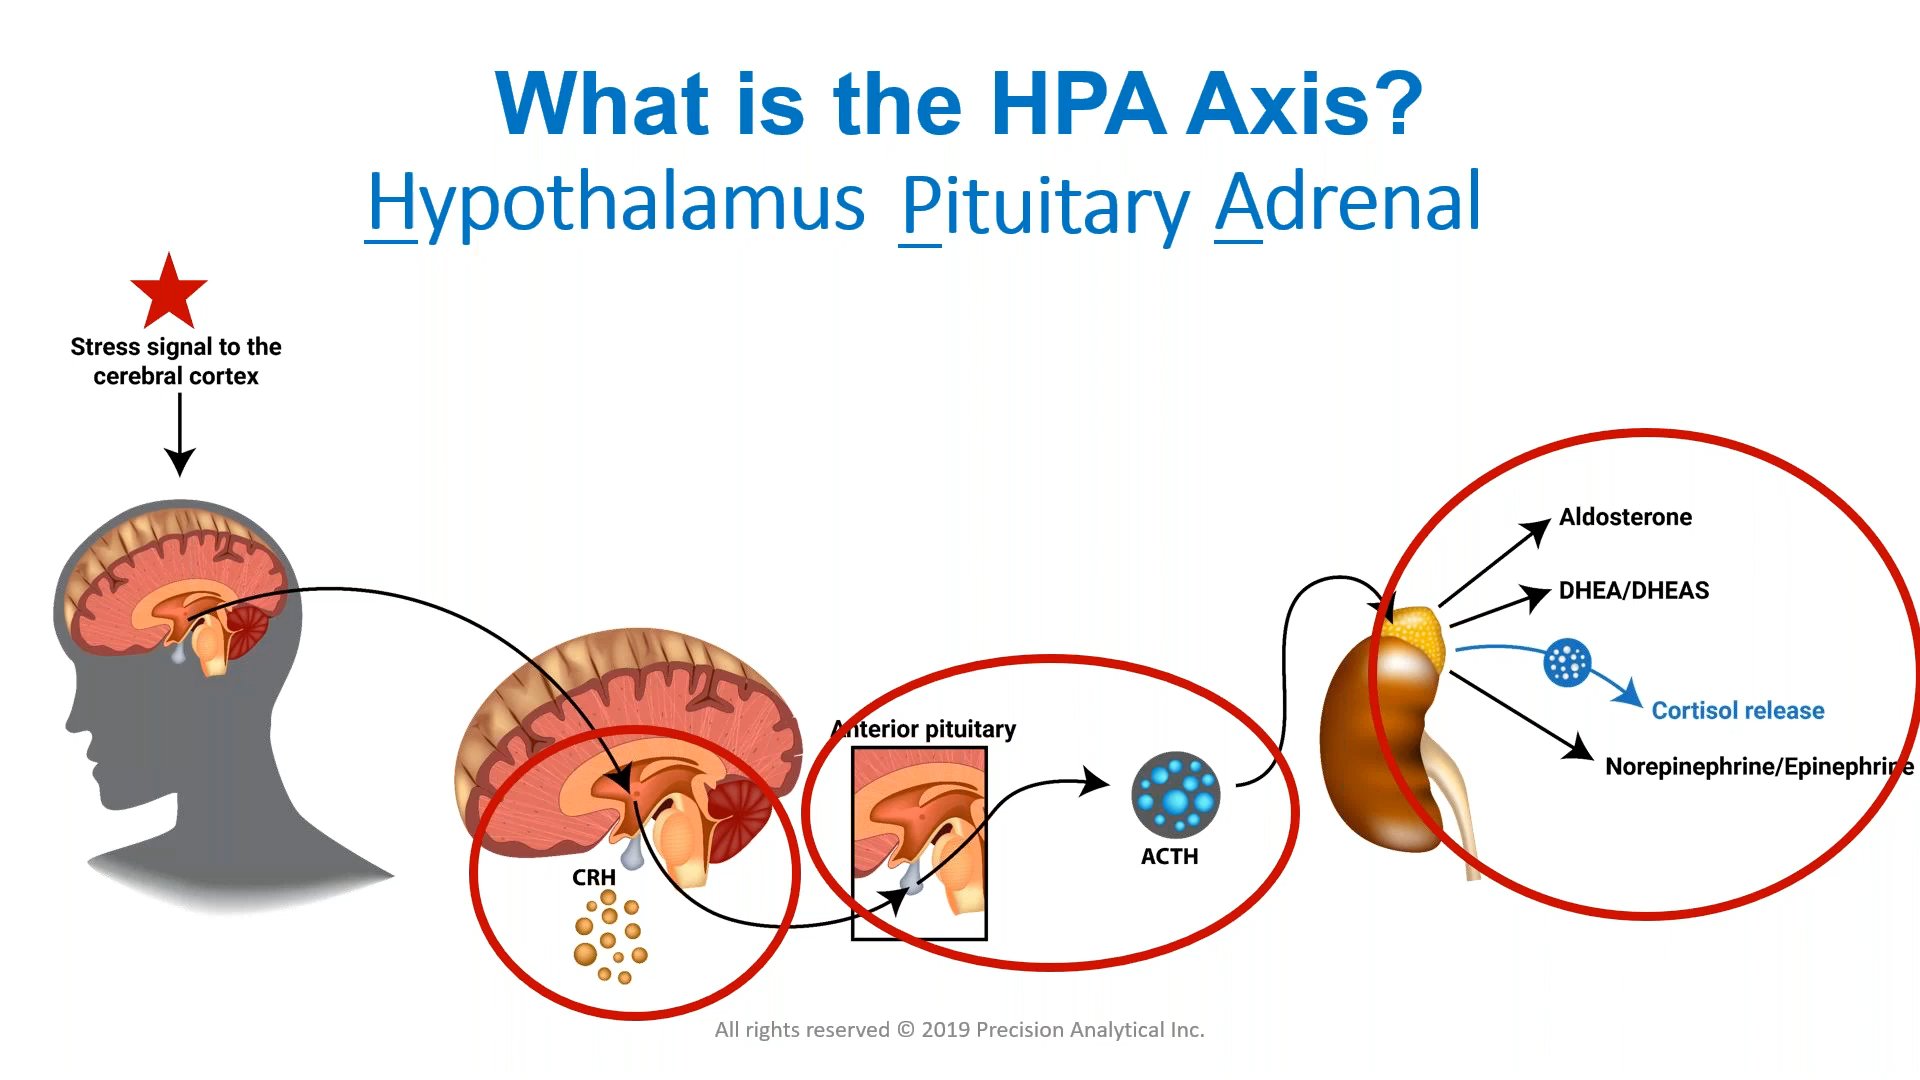 What is the HPA Axis?
Hypothalamus Pituitary Adrenal
Stress signal to the
cerebral cortex
CRH
Anterior pituitary
ACTH
Aldosterone
DHEA/DHEAS
Cortisol release
Norepinephrine/Epinephrine
All rights reserved © 2019 Precision Analytical Inc.